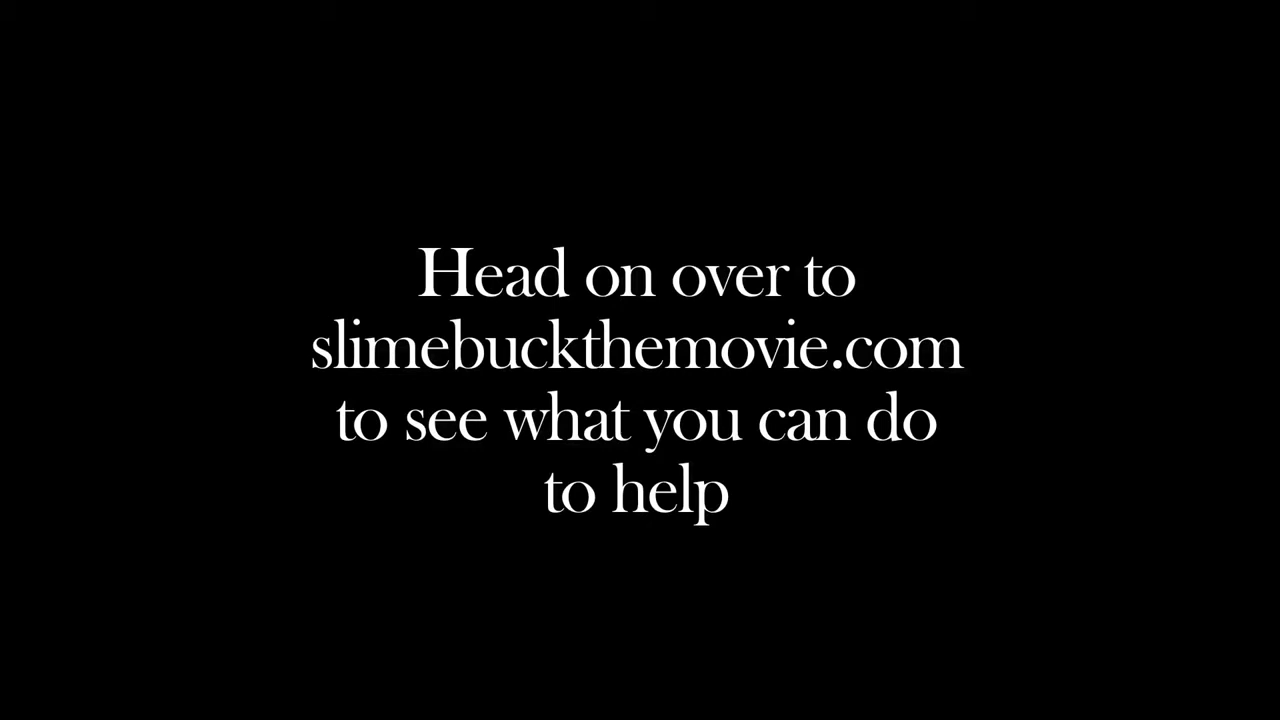 Head on over to
slimebuckthemovie.com
to see what you can do
to help